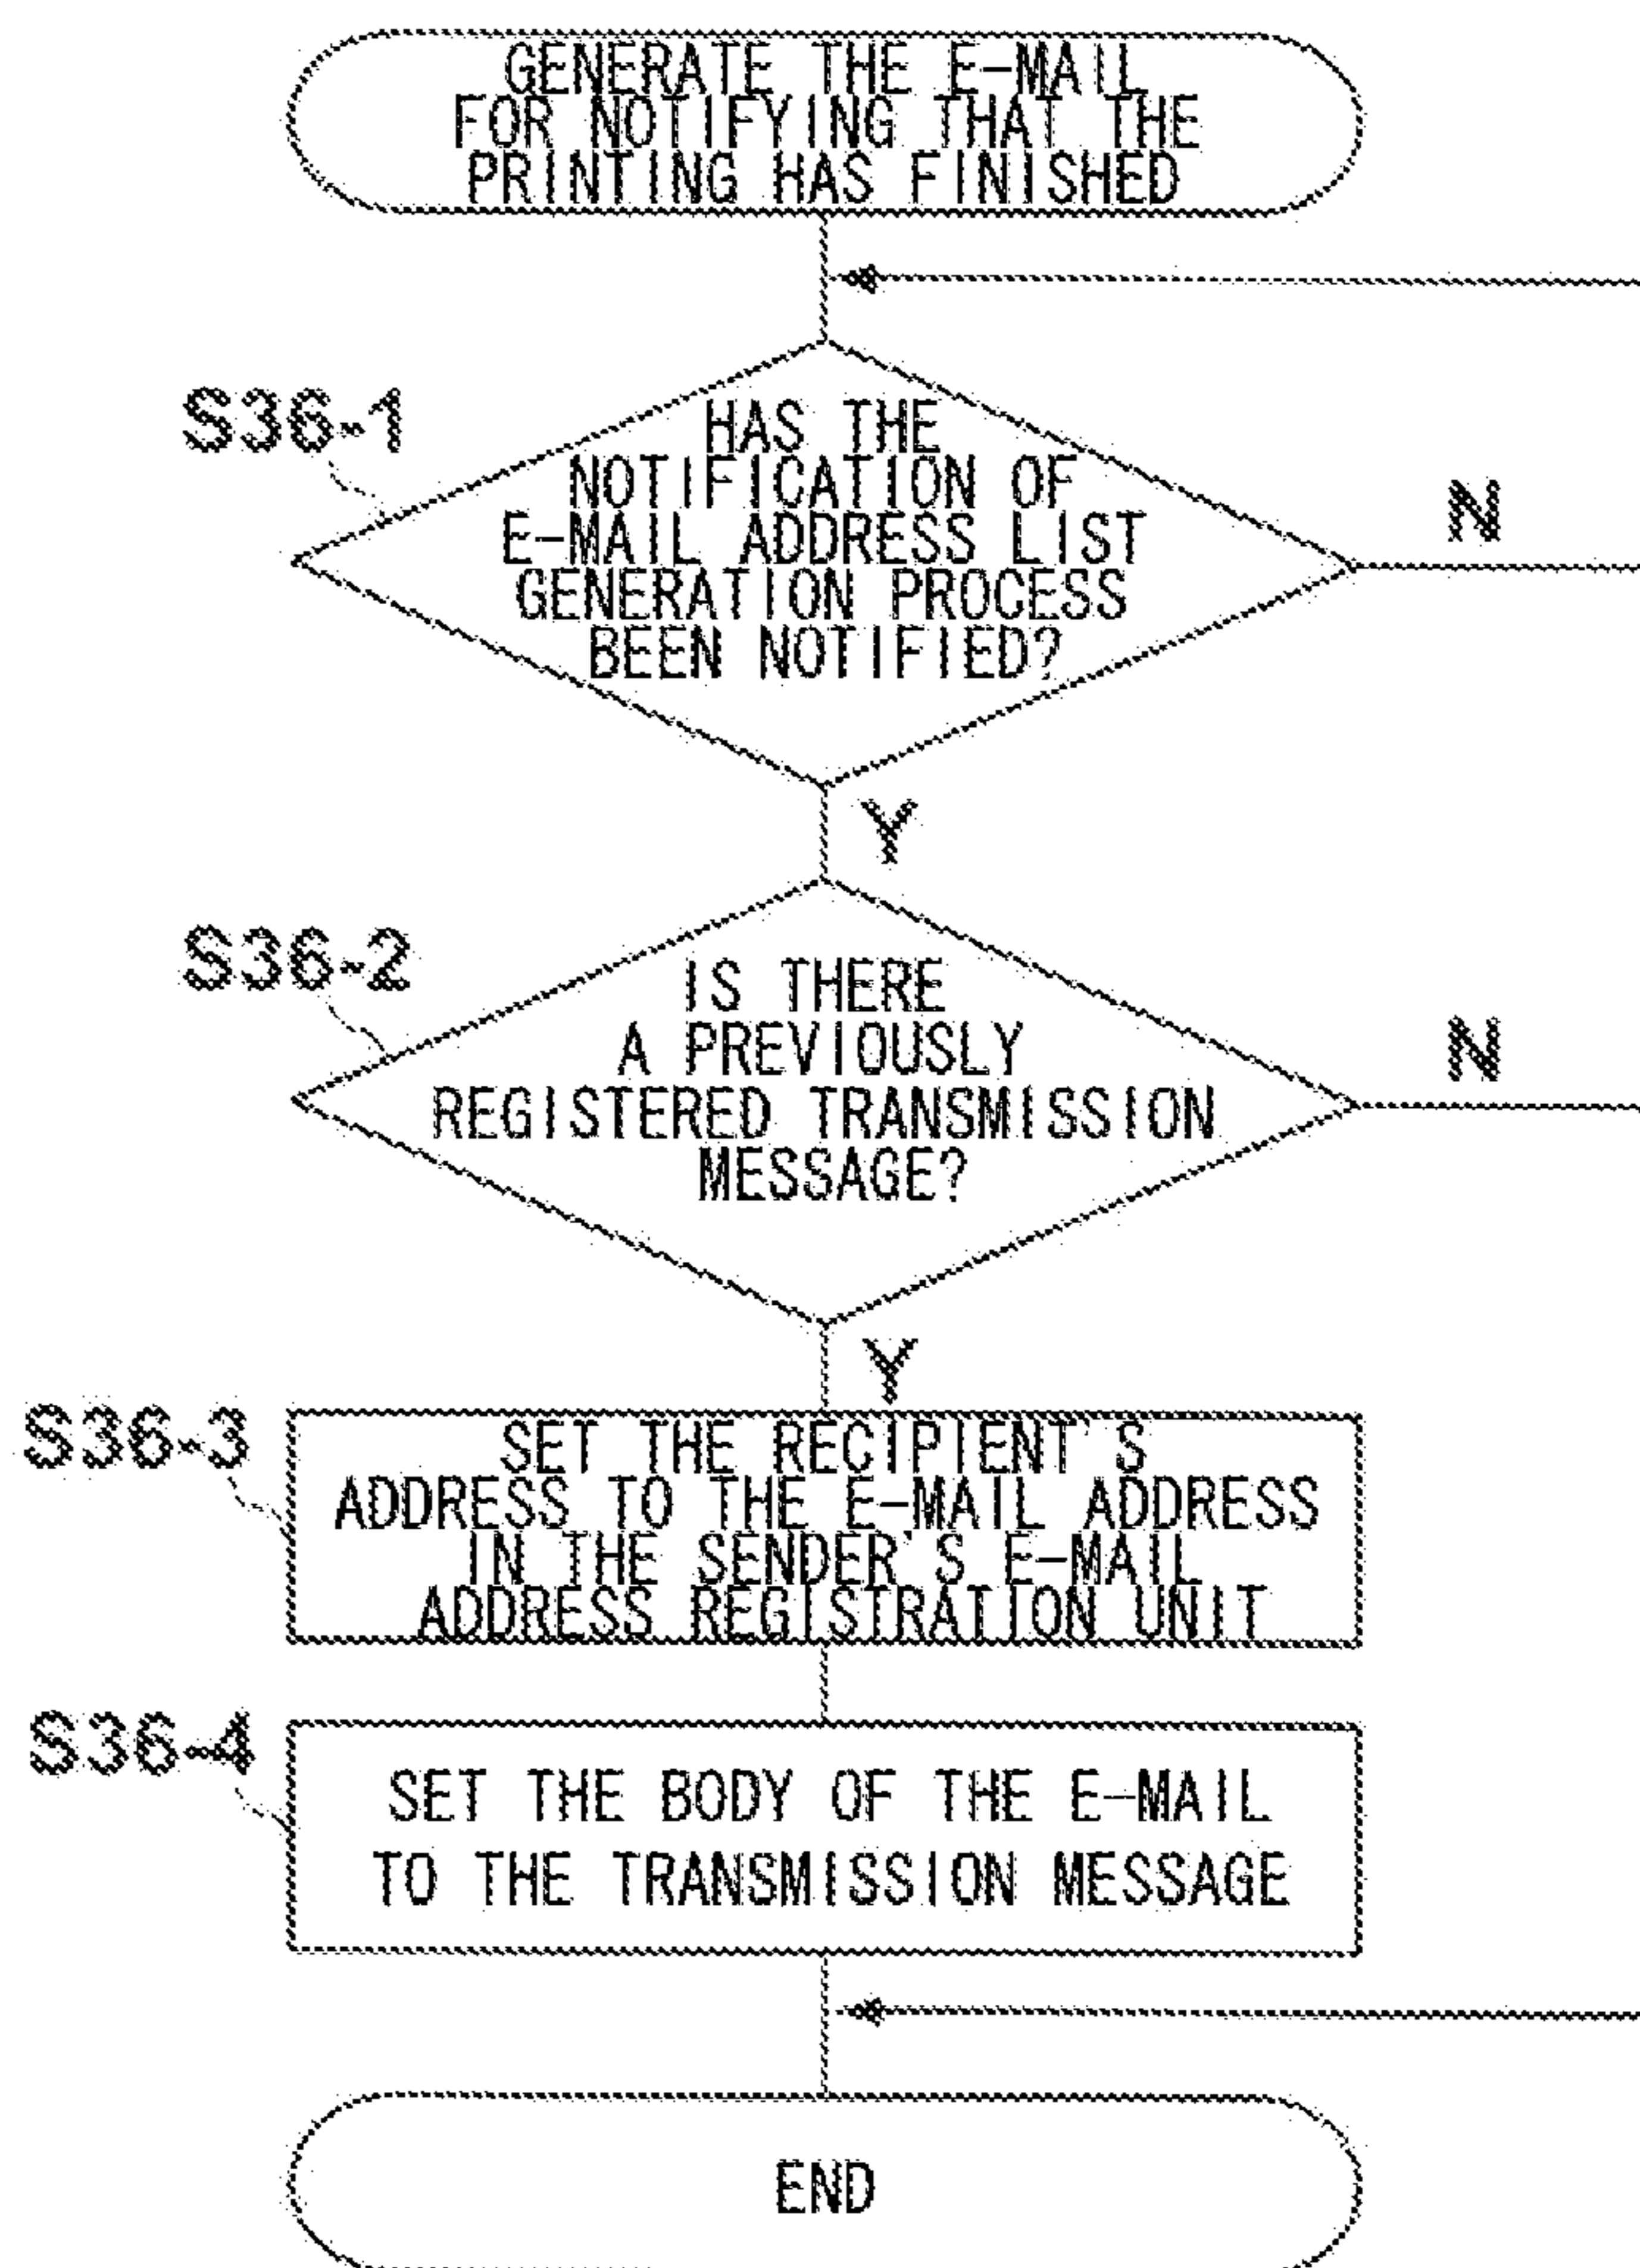 GENERATE THE E-MAIL
FOR NOTIFYING THAT THE
PRINTING HAS FINISHED
S36-1
HAS THE
NOTIFICATION OF
E-MAIL ADDRESS LIST
GENERATION PROCESS
BEEN NOTIFIED?
N
Y
S36-2
IS THERE
A PREVIOUSLY
REGISTERED TRANSMISSION
MESSAGE?
N
Y
S36-3
SET THE RECIPIENT'S
ADDRESS TO THE E-MAIL ADDRESS
IN THE SENDER'S E-MAIL
ADDRESS REGISTRATION UNIT
S36-4
SET THE BODY OF THE E-MAIL
TO THE TRANSMISSION MESSAGE
END